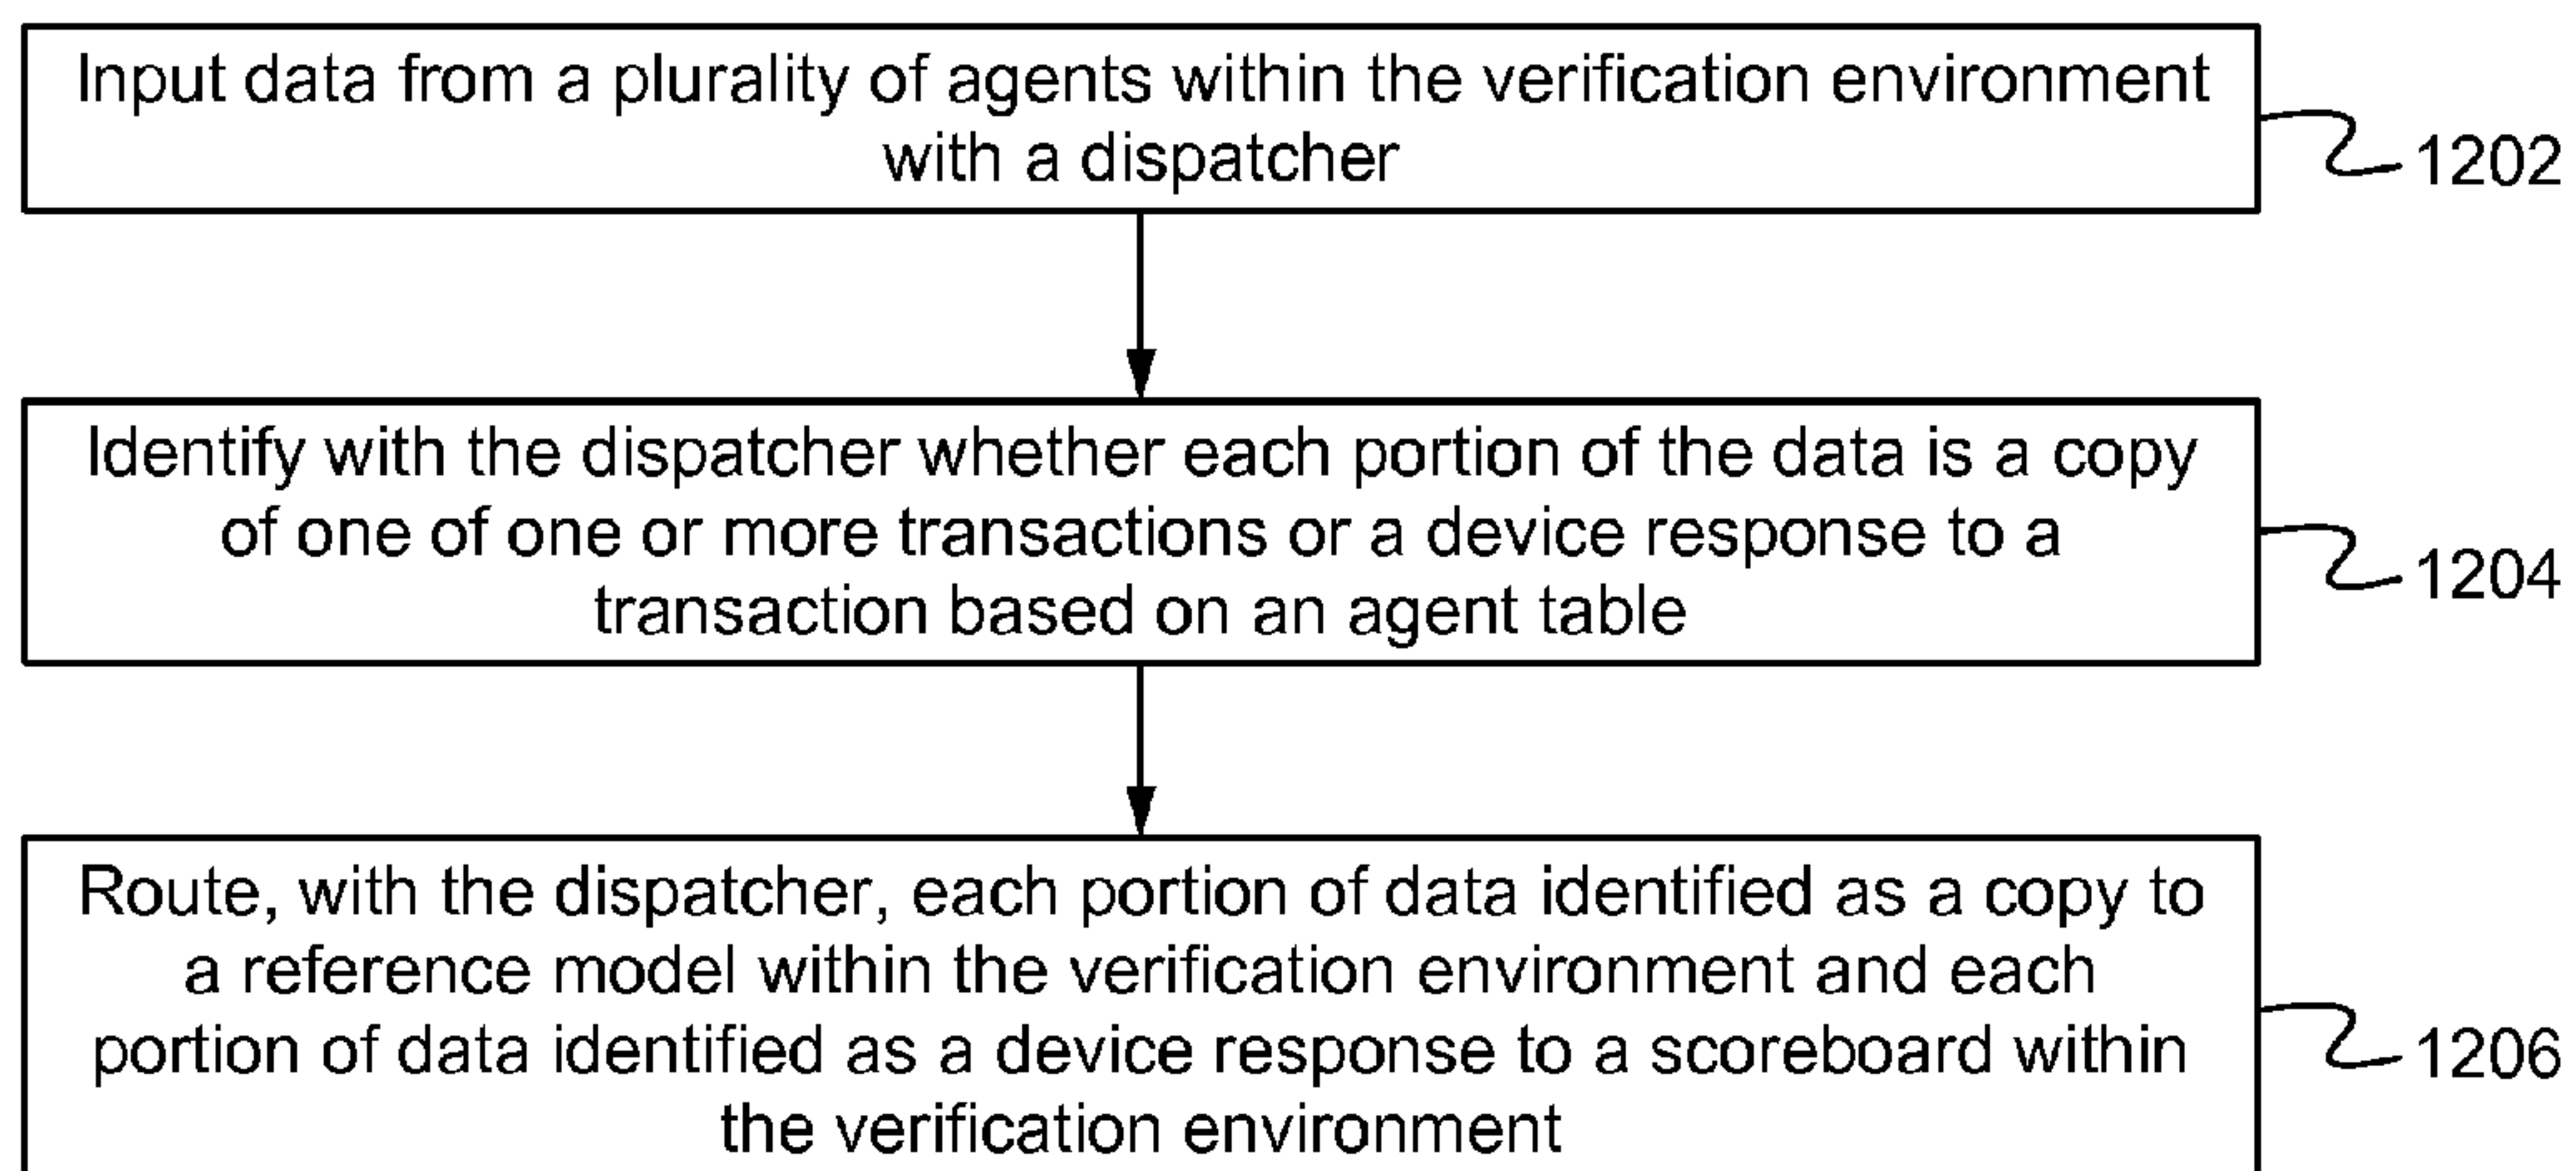 Input data from a plurality of agents within the verification environment
with a dispatcher
1202
Identify with the dispatcher whether each portion of the data is a copy
of one of one or more transactions or a device response to a
transaction based on an agent table
1204
Route, with the dispatcher, each portion of data identified as a copy to
a reference model within the verification environment and each
portion of data identified as a device response to a scoreboard within
the verification environment
1206